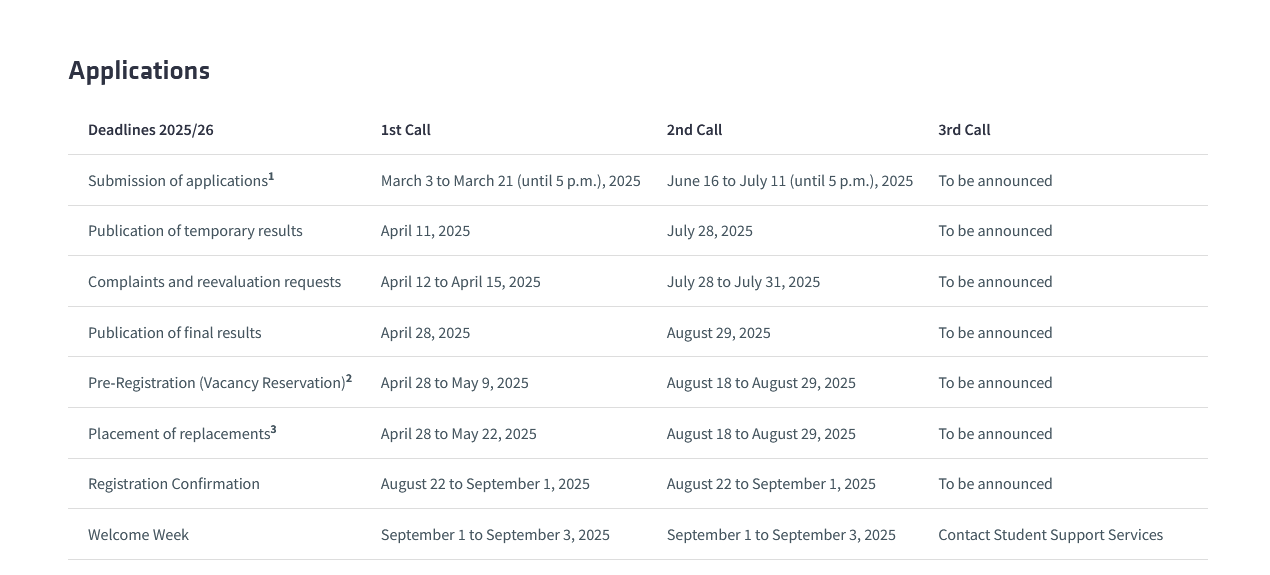 Applications
Deadlines 2025/26 1st Call 2nd Call 3rd Call
Submission of applications¹ March 3 to March 21 (until 5 p.m.), 2025 June 16 to July 11 (until 5 p.m.), 2025 To be announced
Publication of temporary results April 11, 2025 July 28, 2025 To be announced
Complaints and reevaluation requests April 12 to April 15, 2025 July 28 to July 31, 2025 To be announced
Publication of final results April 28, 2025 August 29, 2025 To be announced
Pre-Registration (Vacancy Reservation)² April 28 to May 9, 2025 August 18 to August 29, 2025 To be announced
Placement of replacements³ April 28 to May 22, 2025 August 18 to August 29, 2025 To be announced
Registration Confirmation August 22 to September 1, 2025 August 22 to September 1, 2025 To be announced
Welcome Week September 1 to September 3, 2025 September 1 to September 3, 2025 Contact Student Support Services